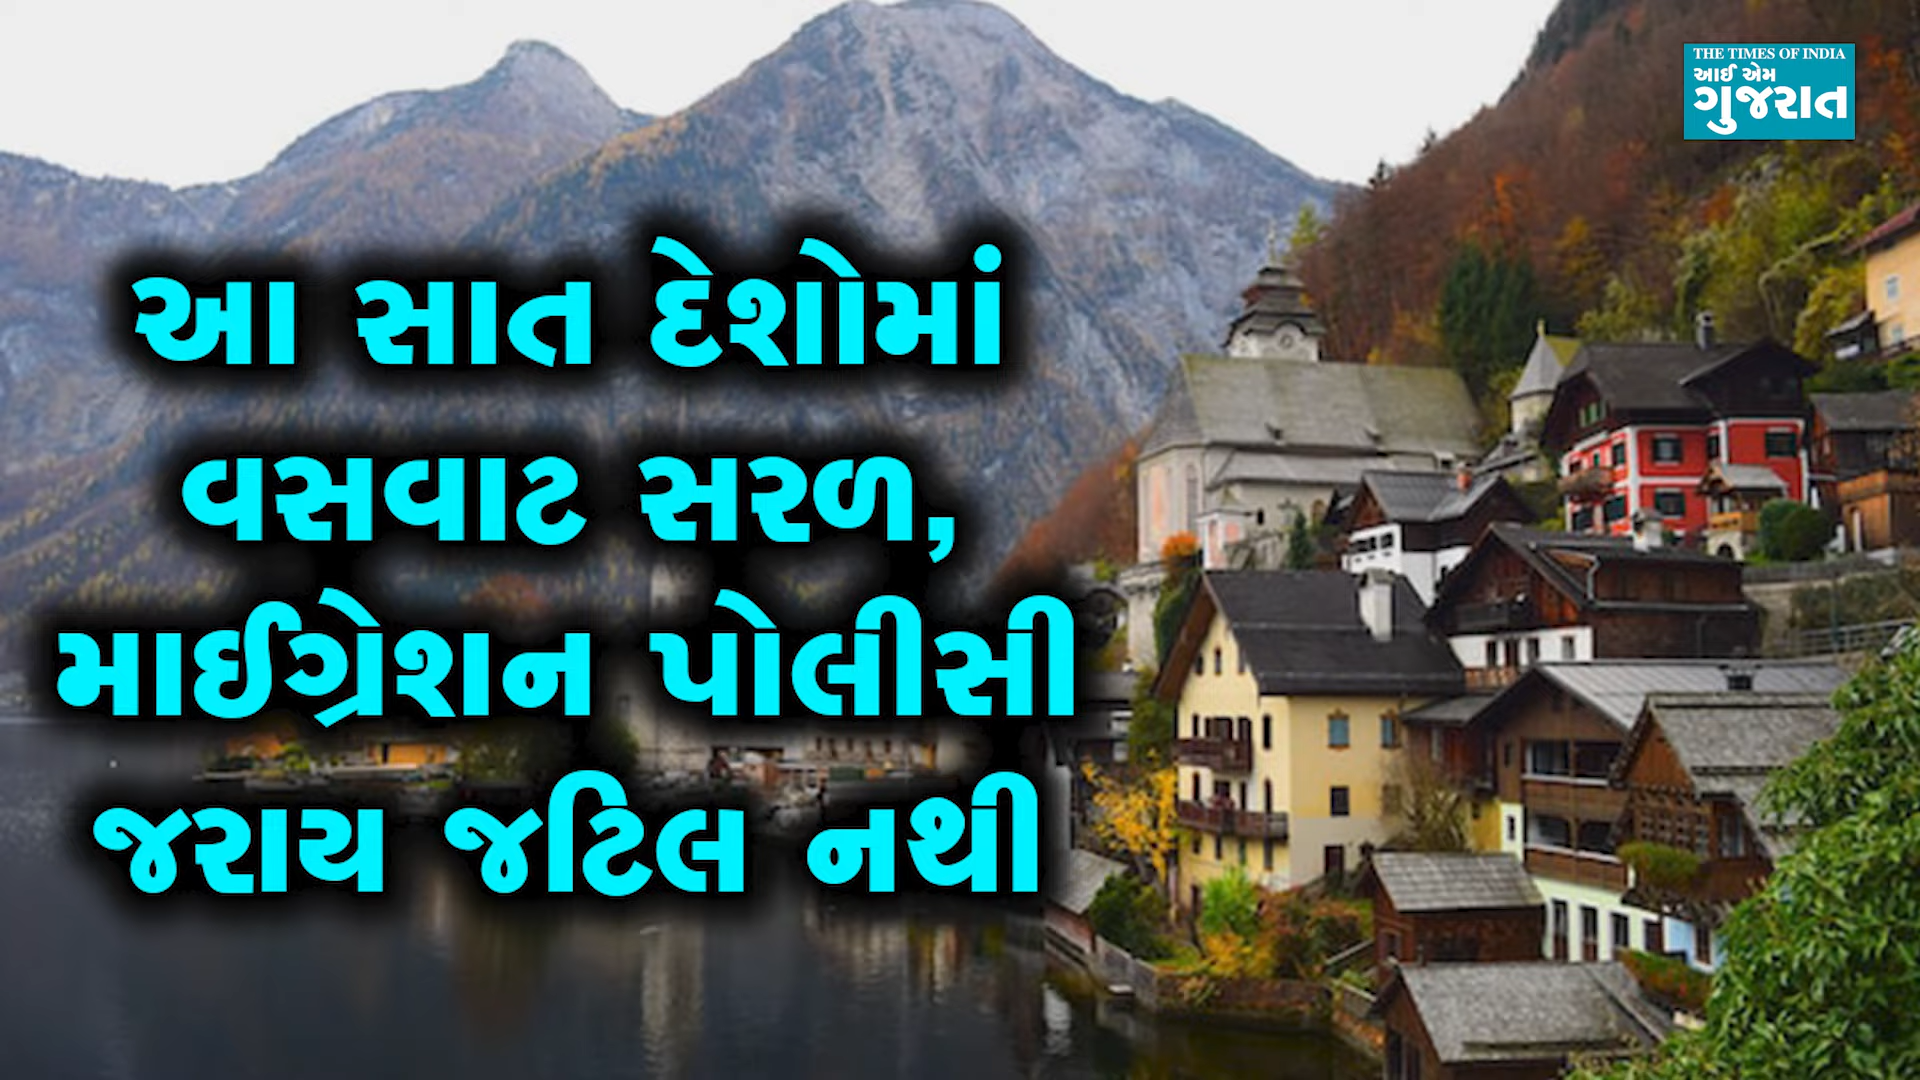 THE TIMES OF INDIA
આઈ એમ
ગુજરાત
આ સાત દેશોમાં
વસવાટ સરળ,
માઈગ્રેશન પોલીસી
જરાય જટિલ નથી